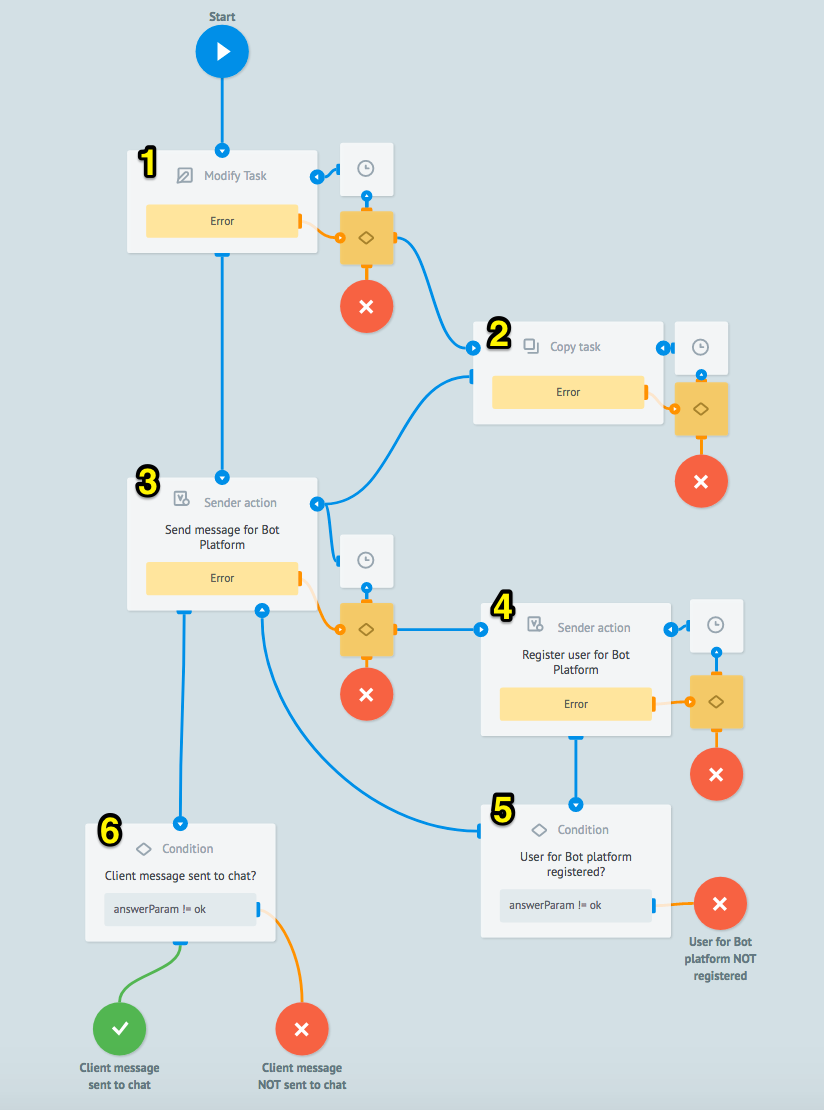 Start
1
Modify Task
Error
2
Copy task
Error
3
Sender action
Send message for Bot
Platform
Error
4
Sender action
Register user for Bot
Platform
Error
5
Condition
User for Bot platform
registered?
answerParam != ok
User for Bot
platform NOT
registered
6
Condition
Client message sent to chat?
answerParam != ok
Client message
sent to chat
Client message
NOT sent to chat